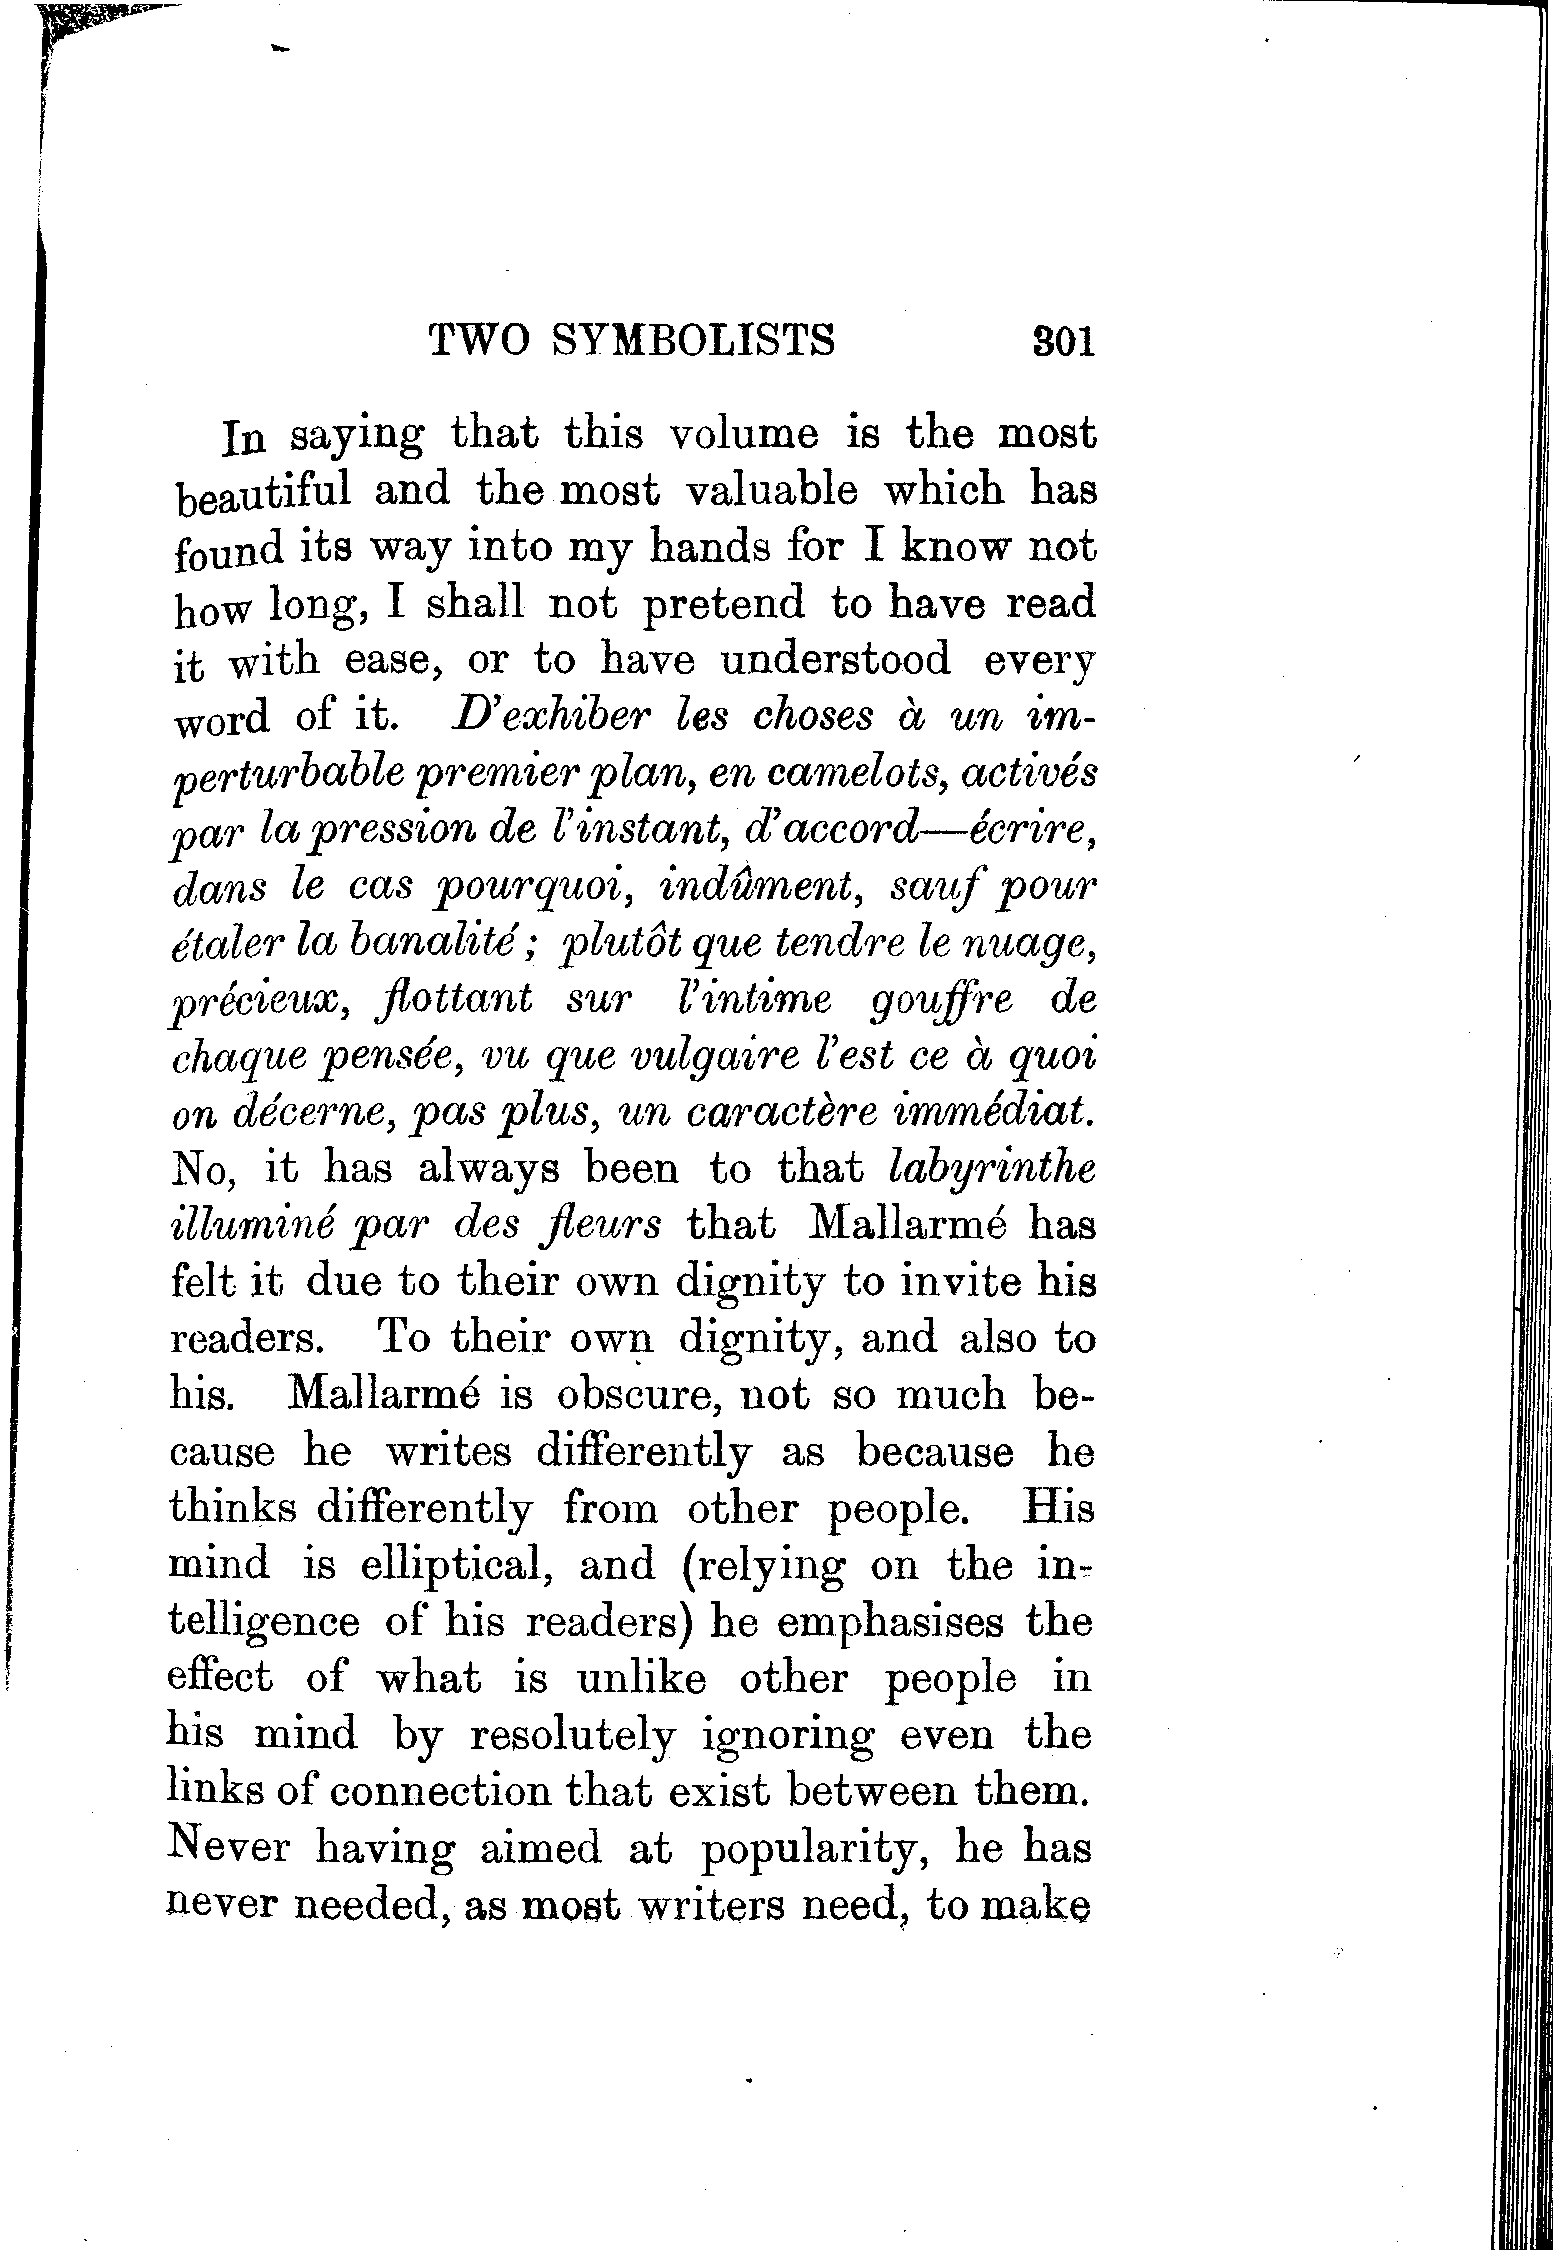 TWO SYMBOLISTS 301
In saying that this volume is the most
beautiful and the most valuable which has
found its way into my hands for I know not
how long, I shall not pretend to have read
it with ease, or to have understood every
word of it. D'exhiber les choses à un im-
perturbable premier plan, en camelots, activés
par la pression de l'instant, d'accord—écrire,
dans le cas pourquoi, indûment, sauf pour
étaler la banalité; plutôt que tendre le nuage,
précieux, flottant sur l'intime gouffre de
chaque pensée, vu que vulgaire l'est ce à quoi
on décerne, pas plus, un caractère immédiat.
No, it has always been to that labyrinthe
illuminé par des fleurs that Mallarmé has
felt it due to their own dignity to invite his
readers. To their own dignity, and also to
his. Mallarmé is obscure, not so much be-
cause he writes differently as because he
thinks differently from other people. His
mind is elliptical, and (relying on the in-
telligence of his readers) he emphasises the
effect of what is unlike other people in
his mind by resolutely ignoring even the
links of connection that exist between them.
Never having aimed at popularity, he has
never needed, as most writers need, to make